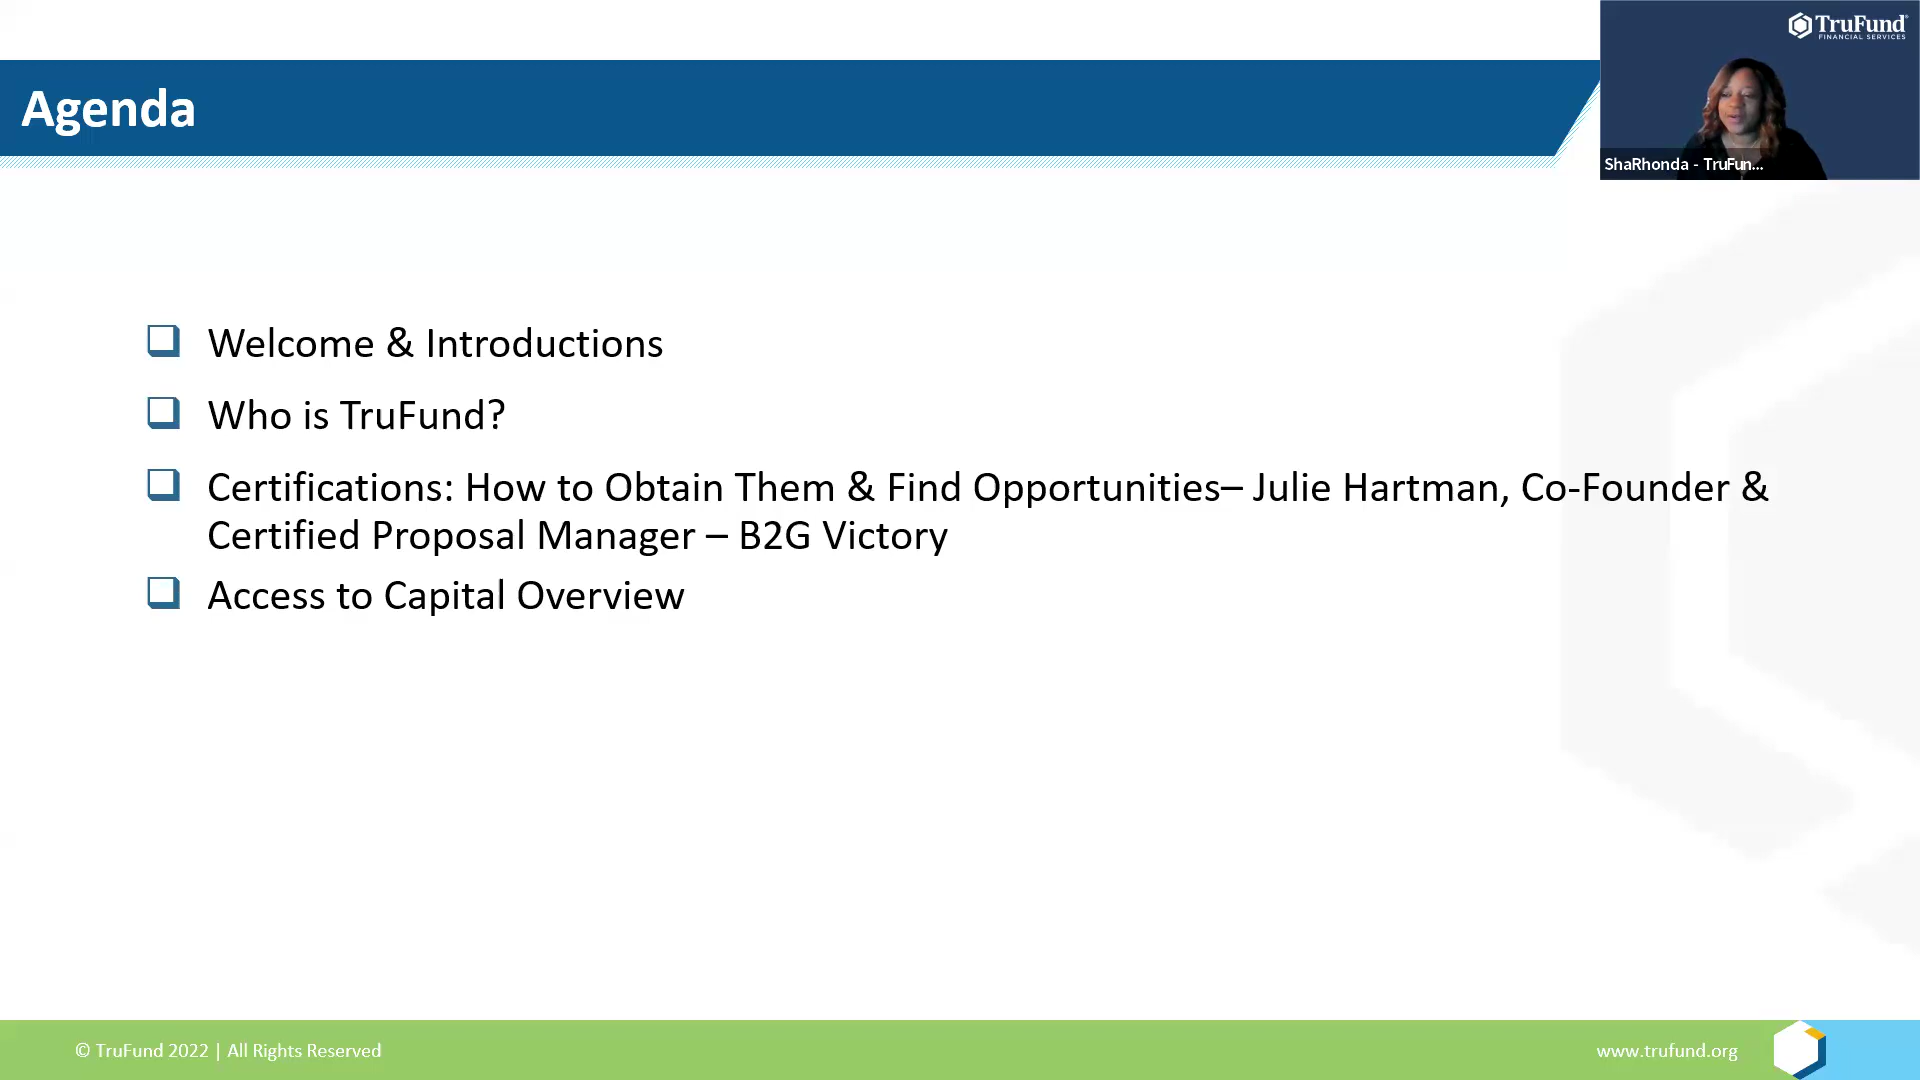 Agenda
TruFund
FINANCIAL SERVICES
ShaRhonda - TruFun...
Welcome & Introductions
Who is TruFund?
Certifications: How to Obtain Them & Find Opportunities– Julie Hartman, Co-Founder &
Certified Proposal Manager – B2G Victory
Access to Capital Overview
© TruFund 2022 | All Rights Reserved
www.trufund.org